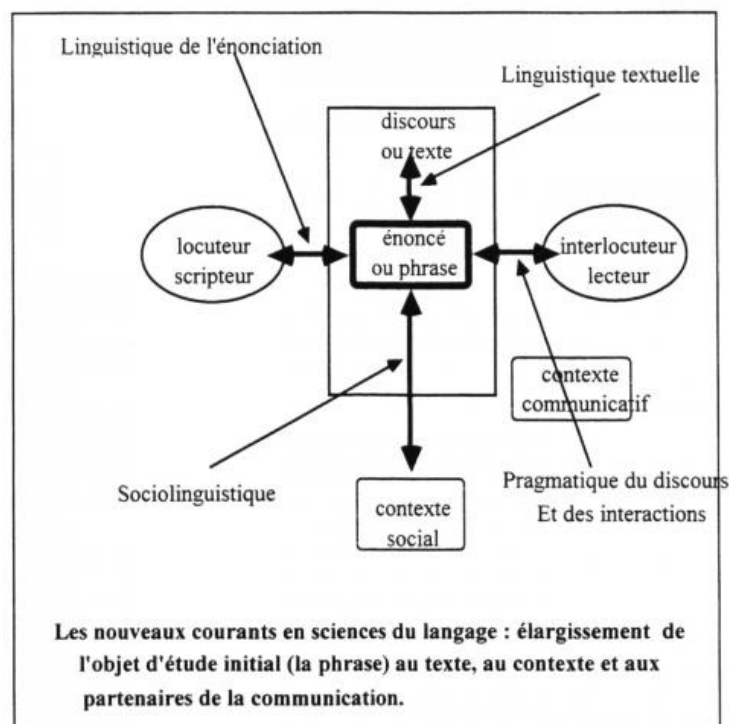 Linguistique de l'énonciation
Linguistique textuelle
discours
ou texte
locuteur
scripteur
énoncé
ou phrase
interlocuteur
lecteur
contexte
communicatif
Sociolinguistique
contexte
social
Pragmatique du discours
Et des interactions
Les nouveaux courants en sciences du langage : élargissement de
l'objet d'étude initial (la phrase) au texte, au contexte et aux
partenaires de la communication.